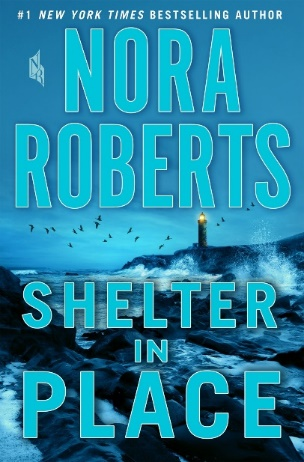 #1 NEW YORK TIMES BESTSELLING AUTHOR
NORA
ROBERTS
SHELTER
IN
PLACE